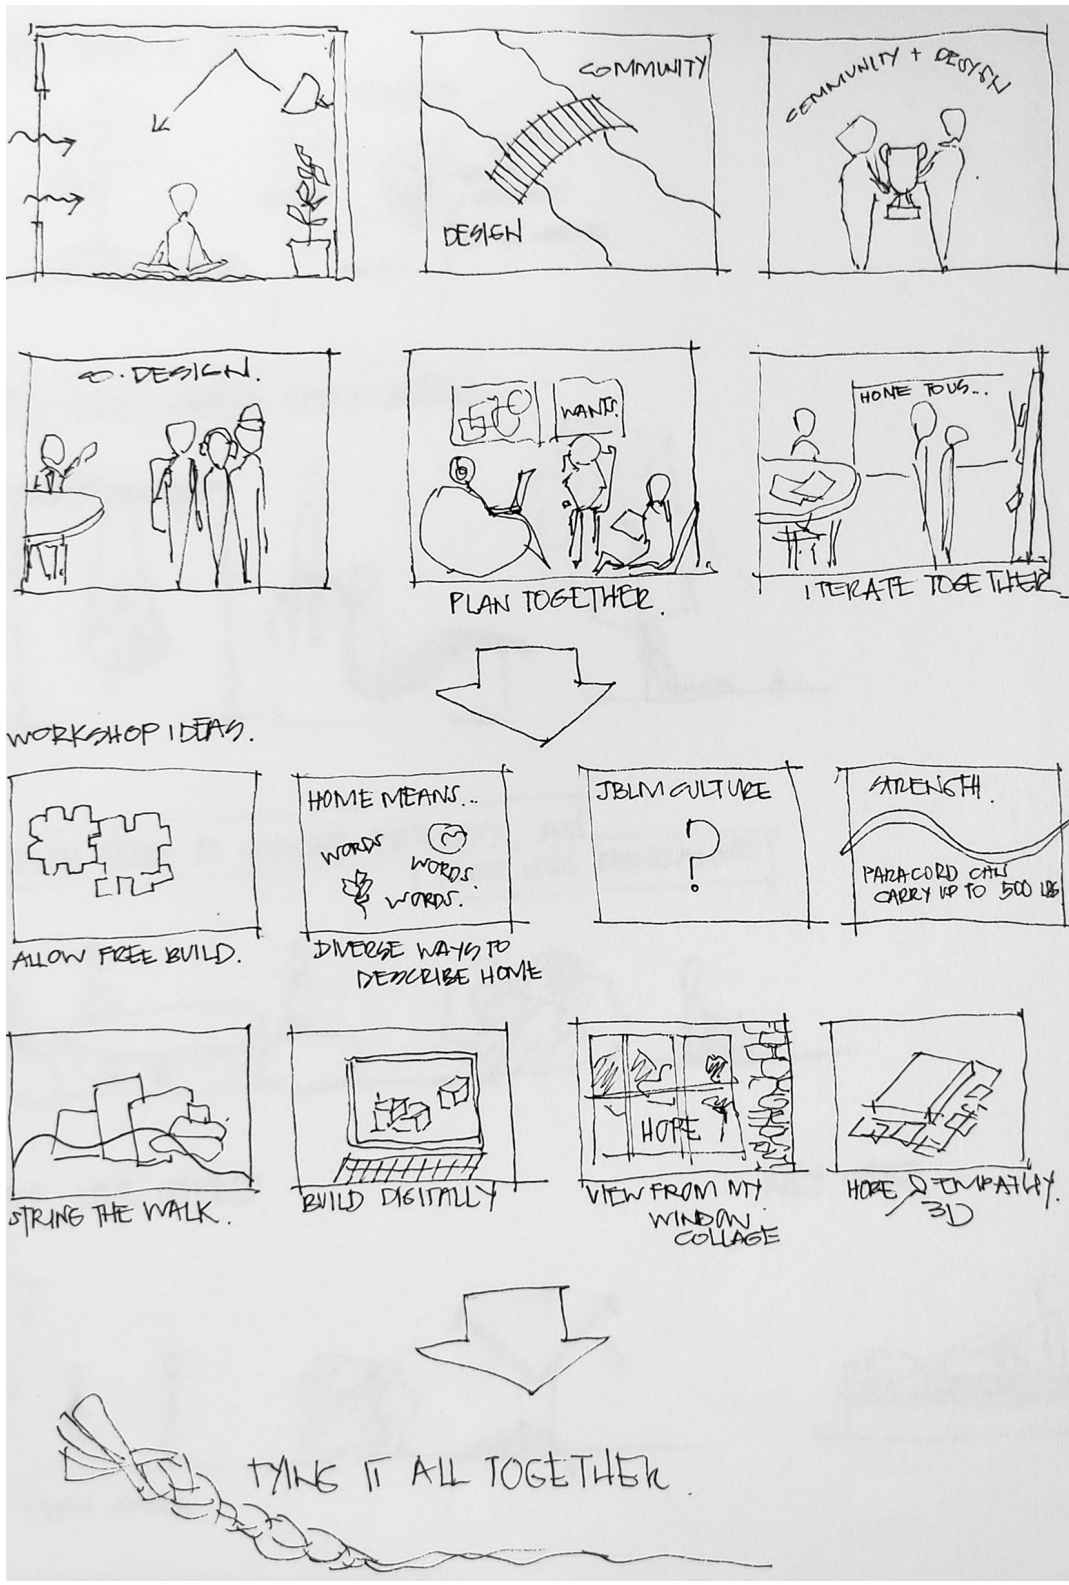 COMMUNITY
DESIGN
COMMUNITY + DESIGN
CO-DESIGN.
WANTS.
PLAN TOGETHER.
HOME TO US...
ITERATE TOGETHER
WORKSHOP IDEAS.
ALLOW FREE BUILD.
HOME MEANS...
WORDS
WORDS.
WORDS.
DIVERSE WAYS TO
DESCRIBE HOME
JBLM CULTURE
?
STRENGTH.
PARACORD CAN
CARRY UP TO 500 LBS
STRING THE WALK.
BUILD DIGITALLY
HOPE
VIEW FROM MY
WINDOW.
COLLAGE
HOPE & EMPATHY.
3D
TYING IT ALL TOGETHER.